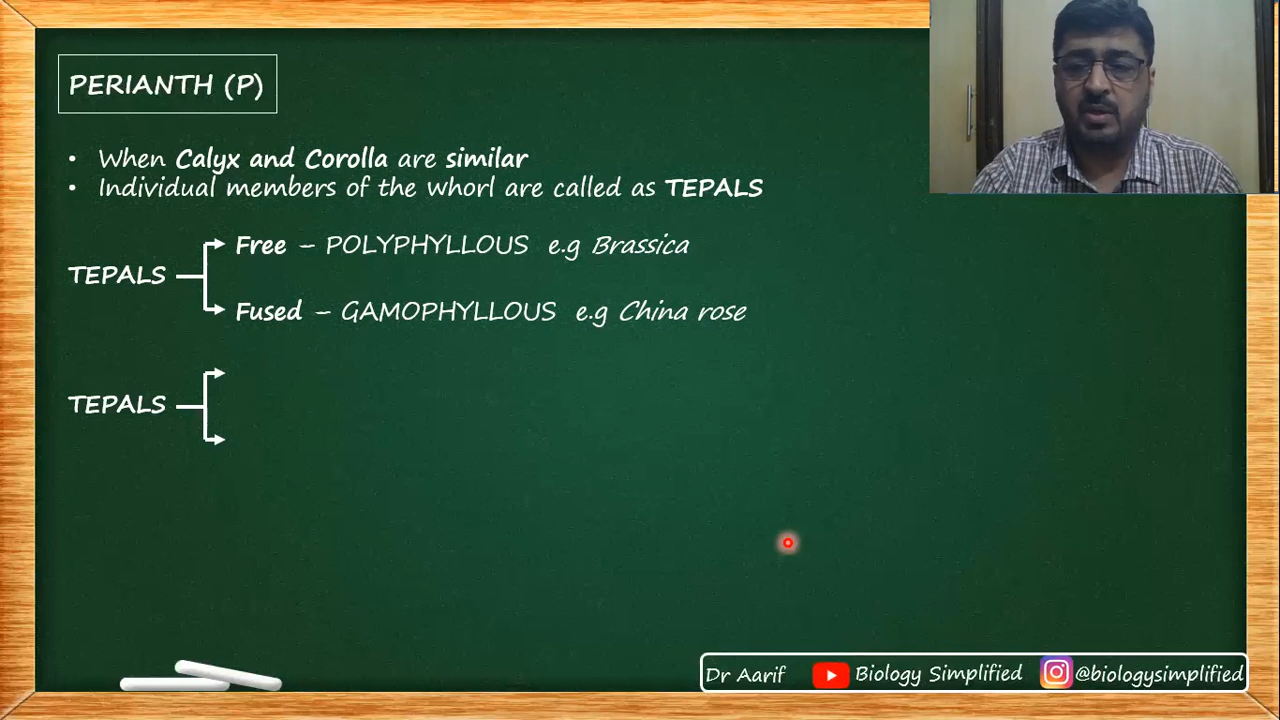 PERIANTH (P)
• When Calyx and Corolla are similar
• Individual members of the whorl are called as TEPALS
TEPALS
Free – POLYPHYLLOUS e.g Brassica
Fused – GAMOPHYLLOUS e.g China rose
TEPALS
Dr Aarif Biology Simplified @biologysimplified